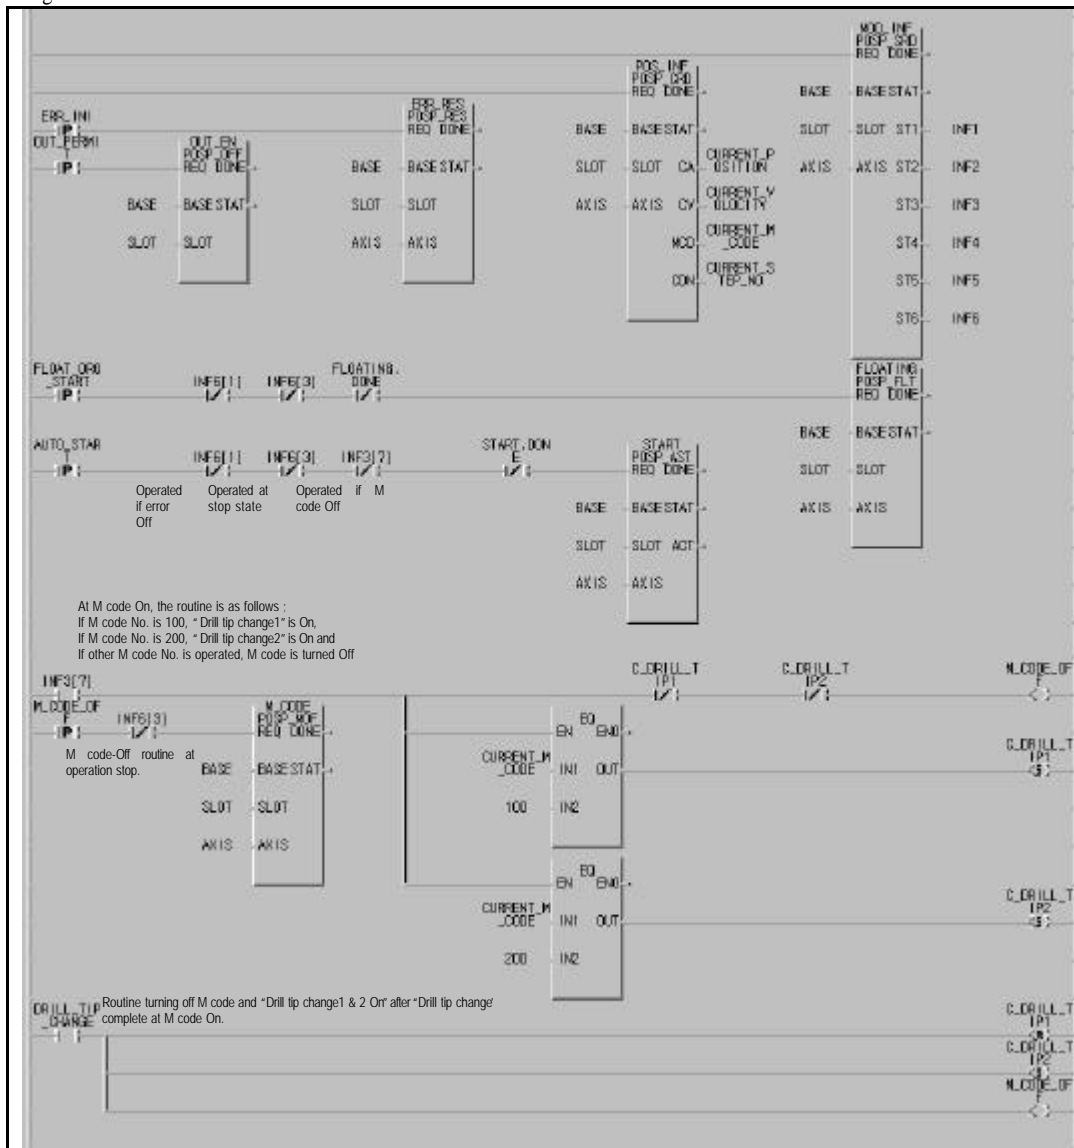 MOD_INF
POSP_SRD
REQ DONE
POS_INF
POSP_CRD
REQ DONE
BASE BASE STAT
ERR_RES
POSP_RES
REQ DONE
ERR_INI
P
BASE BASE STAT
SLOT SLOT ST1 INF1
OUT_PERMI
T
P
OUT_EN
POSP_OFF
REQ DONE
BASE BASE STAT
SLOT SLOT CA CURRENT_P
OSITION
AXIS AXIS ST2 INF2
BASE BASE STAT
SLOT SLOT
AXIS AXIS CV CURRENT_V
ELOCITY
ST3 INF3
SLOT SLOT
AXIS AXIS
MCD CURRENT_M
_CODE
ST4 INF4
CDN CURRENT_S
TEP_NO
ST5 INF5
ST6 INF6
FLOAT_ORG
_START
P
INF6[1] INF6[3] FLOATING.
DONE
FLOATING
POSP_FLT
REQ DONE
BASE BASE STAT
SLOT SLOT
AXIS AXIS
AUTO_STAR
T
P
INF6[1] INF6[3] INF3[7] START.DON
E
START
POSP_AST
REQ DONE
BASE BASE STAT
SLOT SLOT ACT
AXIS AXIS
Operated
if error
Off
Operated at
stop state
Operated if M
code Off
At M code On, the routine is as follows ;
If M code No. is 100, “ Drill tip change1” is On,
If M code No. is 200, “ Drill tip change2” is On and
If other M code No. is operated, M code is turned Off
INF3[7]
C_DRILL_T
IP1
C_DRILL_T
IP2
M_CODE_OF
F
M_CODE_OF
F
P
INF6[3]
M_CODE
POSP_MOF
REQ DONE
BASE BASE STAT
SLOT SLOT
AXIS AXIS
M code-Off routine at
operation stop.
EQ
EN ENO
CURRENT_M
_CODE IN1 OUT
100 IN2
C_DRILL_T
IP1
S
EQ
EN ENO
CURRENT_M
_CODE IN1 OUT
200 IN2
C_DRILL_T
IP2
S
DRILL_TIP
_CHANGE
Routine turning off M code and “Drill tip change1 & 2 On” after “Drill tip change”
complete at M code On.
C_DRILL_T
IP1
C_DRILL_T
IP2
M_CODE_OF
F